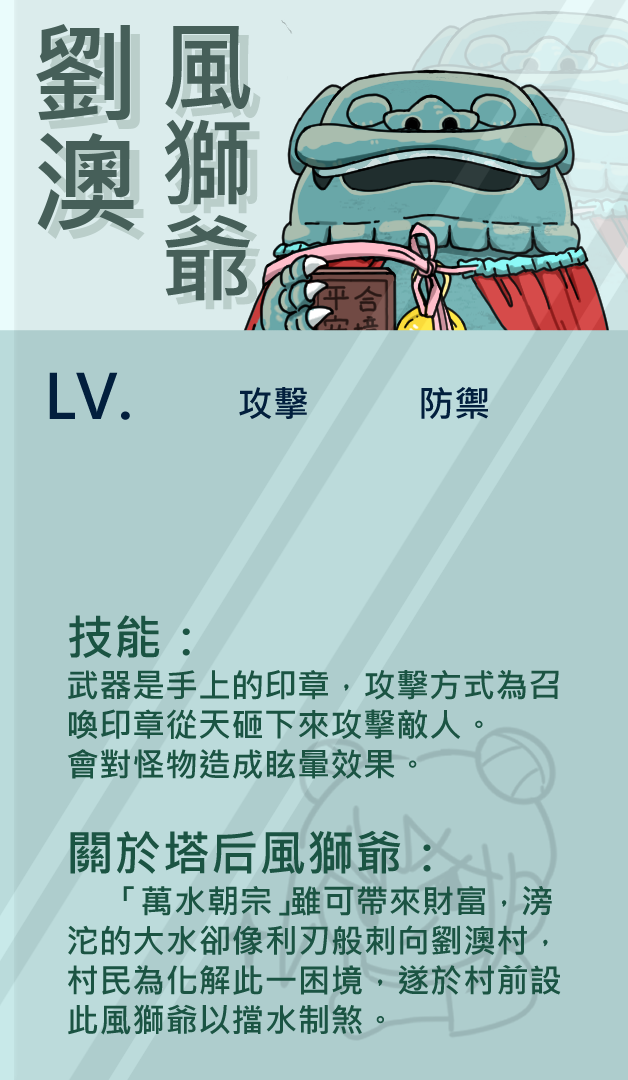 劉澳
風獅爺
合境
平安
LV.
攻擊
防禦
技能：
武器是手上的印章，攻擊方式為召
喚印章從天砸下來攻擊敵人。
會對怪物造成眩暈效果。
關於塔后風獅爺：
「萬水朝宗」雖可帶來財富，滂
沱的大水卻像利刃般刺向劉澳村，
村民為化解此一困境，遂於村前設
此風獅爺以擋水制煞。